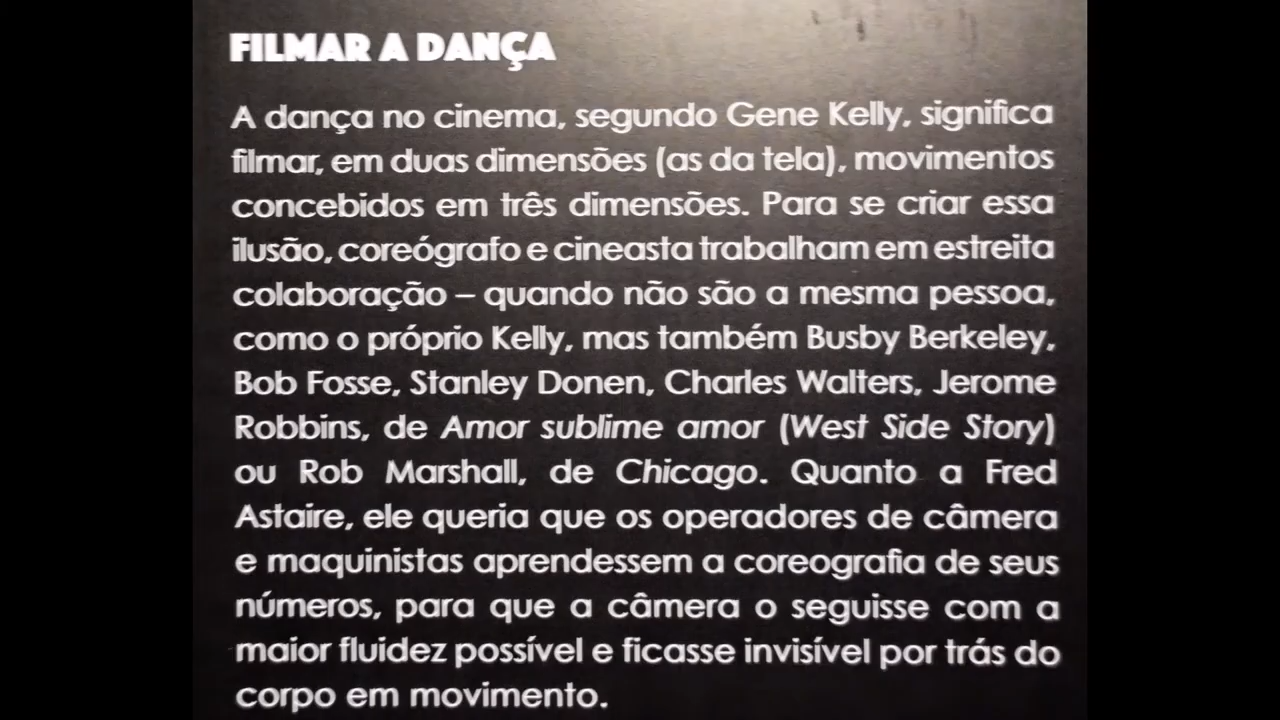 FILMAR A DANÇA
A dança no cinema, segundo Gene Kelly, significa
filmar, em duas dimensões (as da tela), movimentos
concebidos em três dimensões. Para se criar essa
ilusão, coreógrafo e cineasta trabalham em estreita
colaboração – quando não são a mesma pessoa,
como o próprio Kelly, mas também Busby Berkeley,
Bob Fosse, Stanley Donen, Charles Walters, Jerome
Robbins, de Amor sublime amor (West Side Story)
ou Rob Marshall, de Chicago. Quanto a Fred
Astaire, ele queria que os operadores de câmera
e maquinistas aprendessem a coreografia de seus
números, para que a câmera o seguisse com a
maior fluidez possível e ficasse invisível por trás do
corpo em movimento.